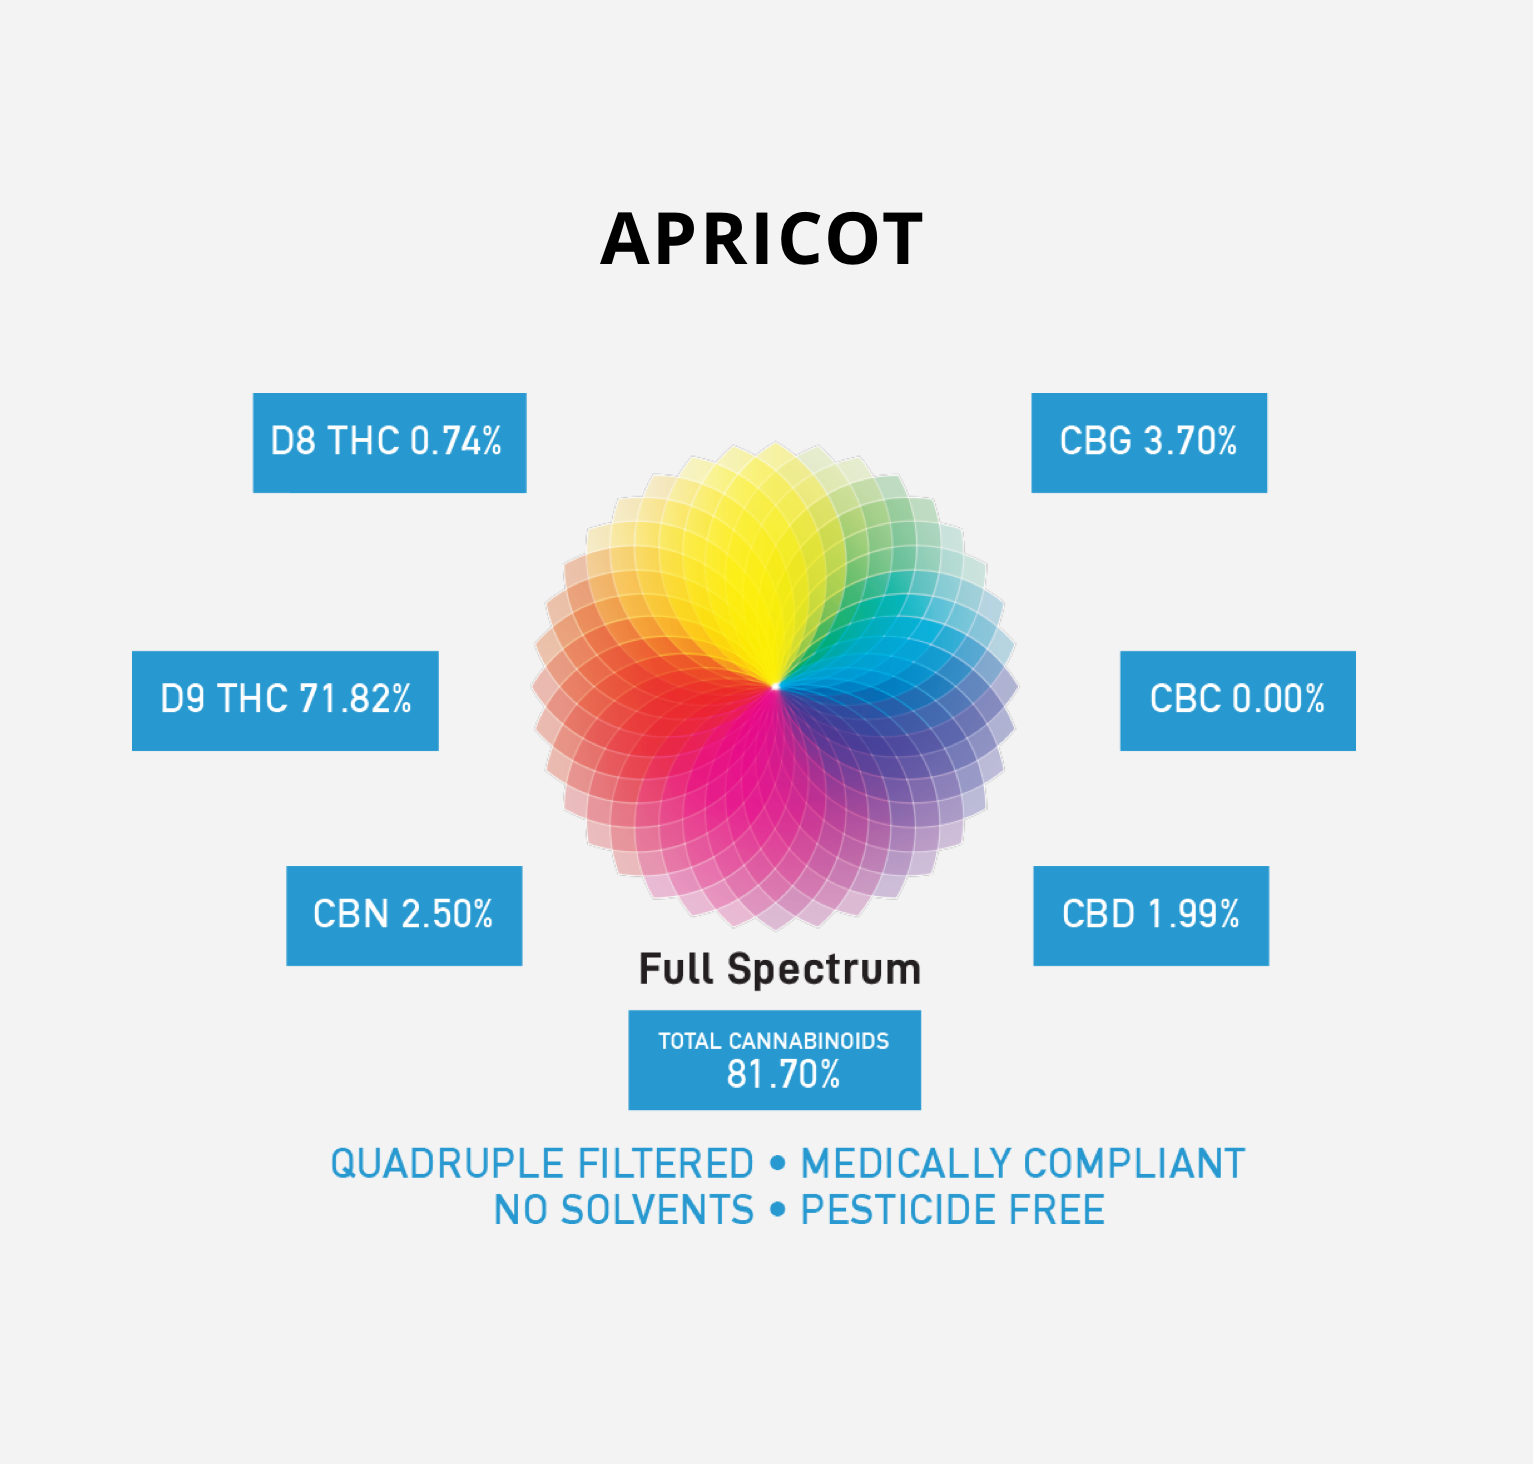 APRICOT
D8 THC 0.74%
CBG 3.70%
D9 THC 71.82%
CBC 0.00%
CBN 2.50%
CBD 1.99%
Full Spectrum
TOTAL CANNABINOIDS
81.70%
QUADRUPLE FILTERED • MEDICALLY COMPLIANT
NO SOLVENTS • PESTICIDE FREE